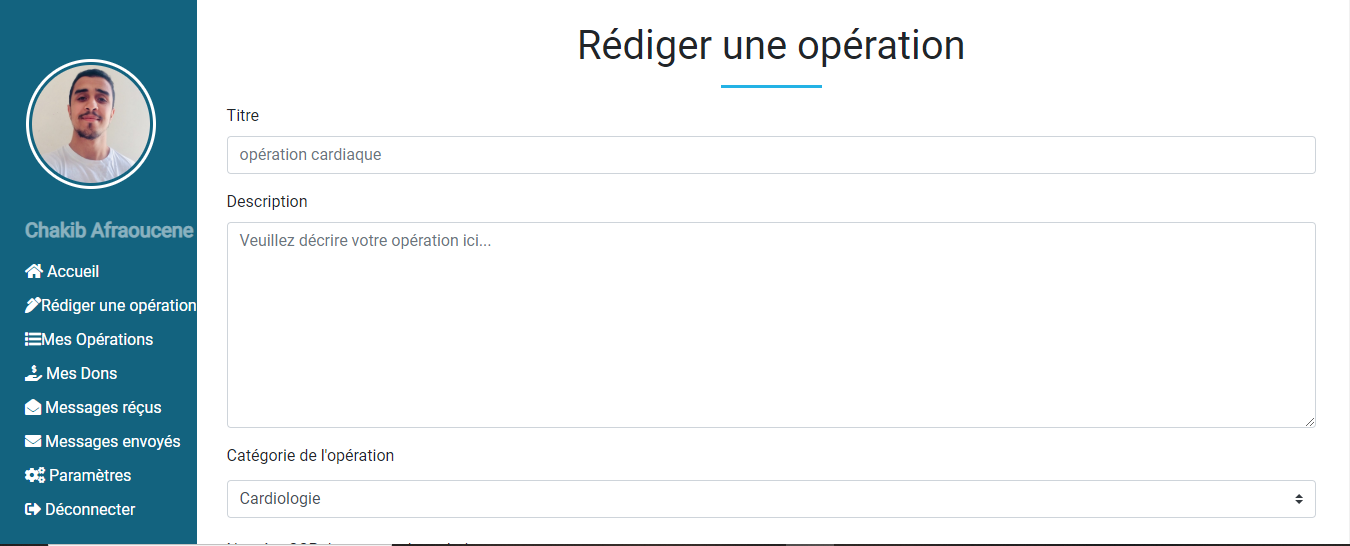 Rédiger une opération
Titre
opération cardiaque
Description
Veuillez décrire votre opération ici...
Catégorie de l'opération
Cardiologie
Chakib Afraoucene
Accueil
Rédiger une opération
Mes Opérations
Mes Dons
Messages réçus
Messages envoyés
Paramètres
Déconnecter